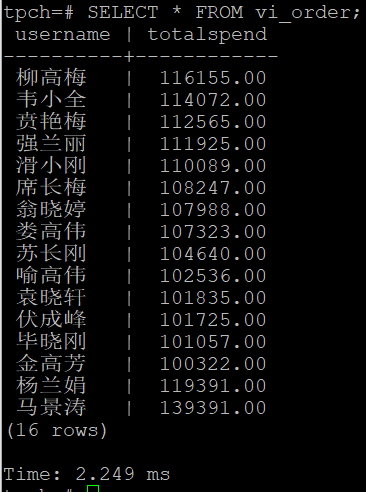 tpch=# SELECT * FROM vi_order;
 username | totalspend
----------+------------
 柳高梅   |  116155.00
 韦小全   |  114072.00
 贲艳梅   |  112565.00
 强兰丽   |  111925.00
 滑小刚   |  110089.00
 席长梅   |  108247.00
 翁晓婷   |  107988.00
 娄高伟   |  107323.00
 苏长刚   |  104640.00
 喻高伟   |  102536.00
 袁晓轩   |  101835.00
 伏成峰   |  101725.00
 毕晓刚   |  101057.00
 金高芳   |  100322.00
 杨兰娟   |  119391.00
 马景涛   |  139391.00
(16 rows)
Time: 2.249 ms
tpch=#